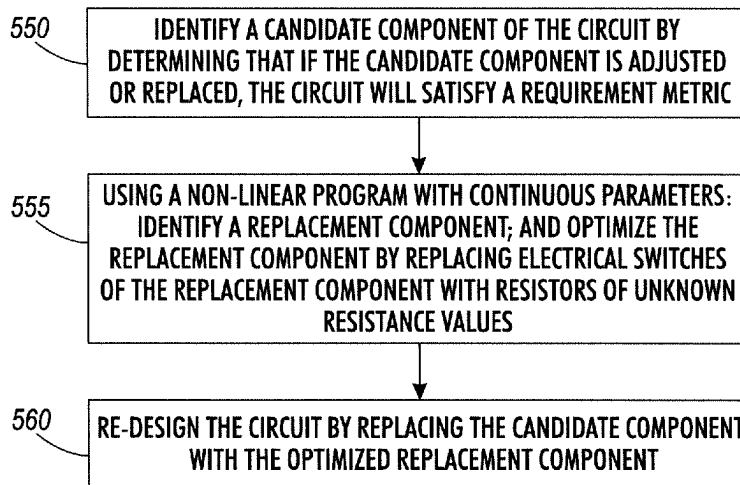 550
IDENTIFY A CANDIDATE COMPONENT OF THE CIRCUIT BY
DETERMINING THAT IF THE CANDIDATE COMPONENT IS ADJUSTED
OR REPLACED, THE CIRCUIT WILL SATISFY A REQUIREMENT METRIC
555
USING A NON-LINEAR PROGRAM WITH CONTINUOUS PARAMETERS:
IDENTIFY A REPLACEMENT COMPONENT; AND OPTIMIZE THE
REPLACEMENT COMPONENT BY REPLACING ELECTRICAL SWITCHES
OF THE REPLACEMENT COMPONENT WITH RESISTORS OF UNKNOWN
RESISTANCE VALUES
560
RE-DESIGN THE CIRCUIT BY REPLACING THE CANDIDATE COMPONENT
WITH THE OPTIMIZED REPLACEMENT COMPONENT